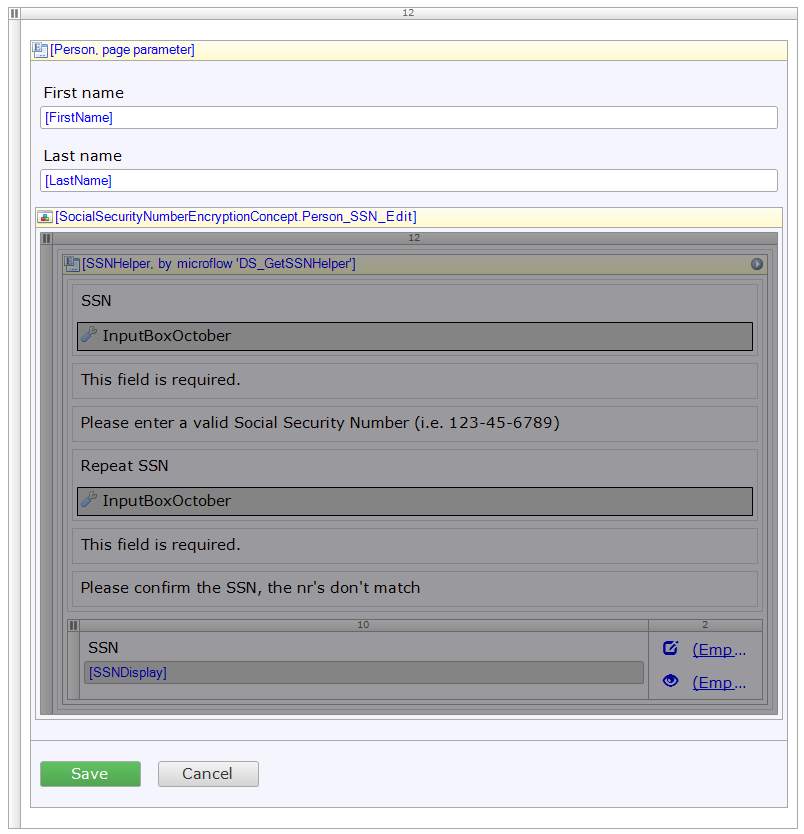 12
[Person, page parameter]
First name
[FirstName]
Last name
[LastName]
[SocialSecurityNumberEncryptionConcept.Person_SSN_Edit]
12
[SSNHelper, by microflow 'DS_GetSSNHelper']
SSN
InputBoxOctober
This field is required.
Please enter a valid Social Security Number (i.e. 123-45-6789)
Repeat SSN
InputBoxOctober
This field is required.
Please confirm the SSN, the nr's don't match
10 2
SSN (Emp...
[SSNDisplay] (Emp...
Save Cancel